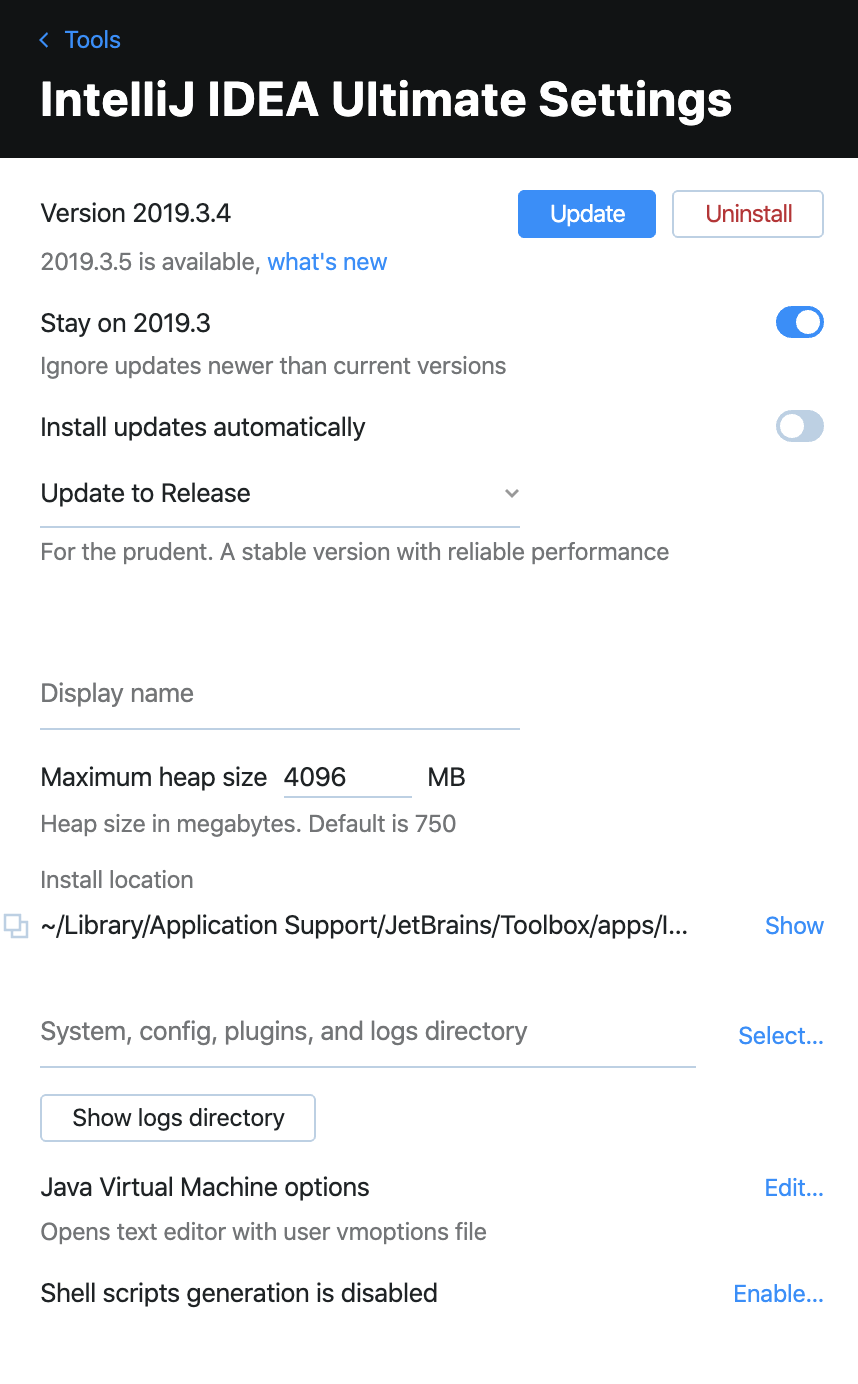 Tools
IntelliJ IDEA Ultimate Settings
Version 2019.3.4
Update
Uninstall
2019.3.5 is available, what's new
Stay on 2019.3
Ignore updates newer than current versions
Install updates automatically
Update to Release
For the prudent. A stable version with reliable performance
Display name
Maximum heap size 4096 MB
Heap size in megabytes. Default is 750
Install location
~/Library/Application Support/JetBrains/Toolbox/apps/I... Show
System, config, plugins, and logs directory Select...
Show logs directory
Java Virtual Machine options Edit...
Opens text editor with user vmoptions file
Shell scripts generation is disabled Enable...